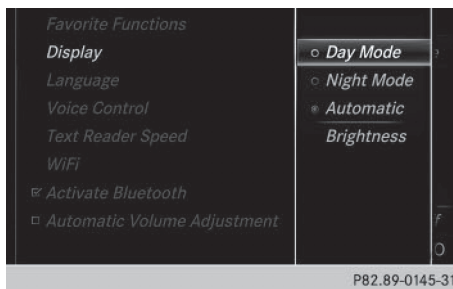 Favorite Functions
Display
Language
Voice Control
Text Reader Speed
WiFi
Activate Bluetooth
Automatic Volume Adjustment
Day Mode
Night Mode
Automatic
Brightness
P82.89-0145-31